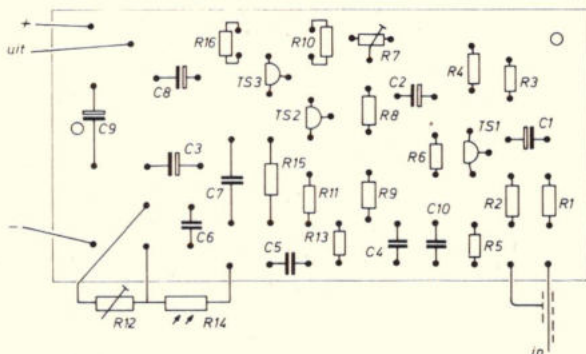 +
uit
R16
R10
R7
R4
R3
C8
TS3
C2
C9
TS2
R8
TS1
C1
R6
C3
C7
R15
R11
R9
R2
R1
C6
R13
C4
C10
R5
C5
-
R12
R14
in